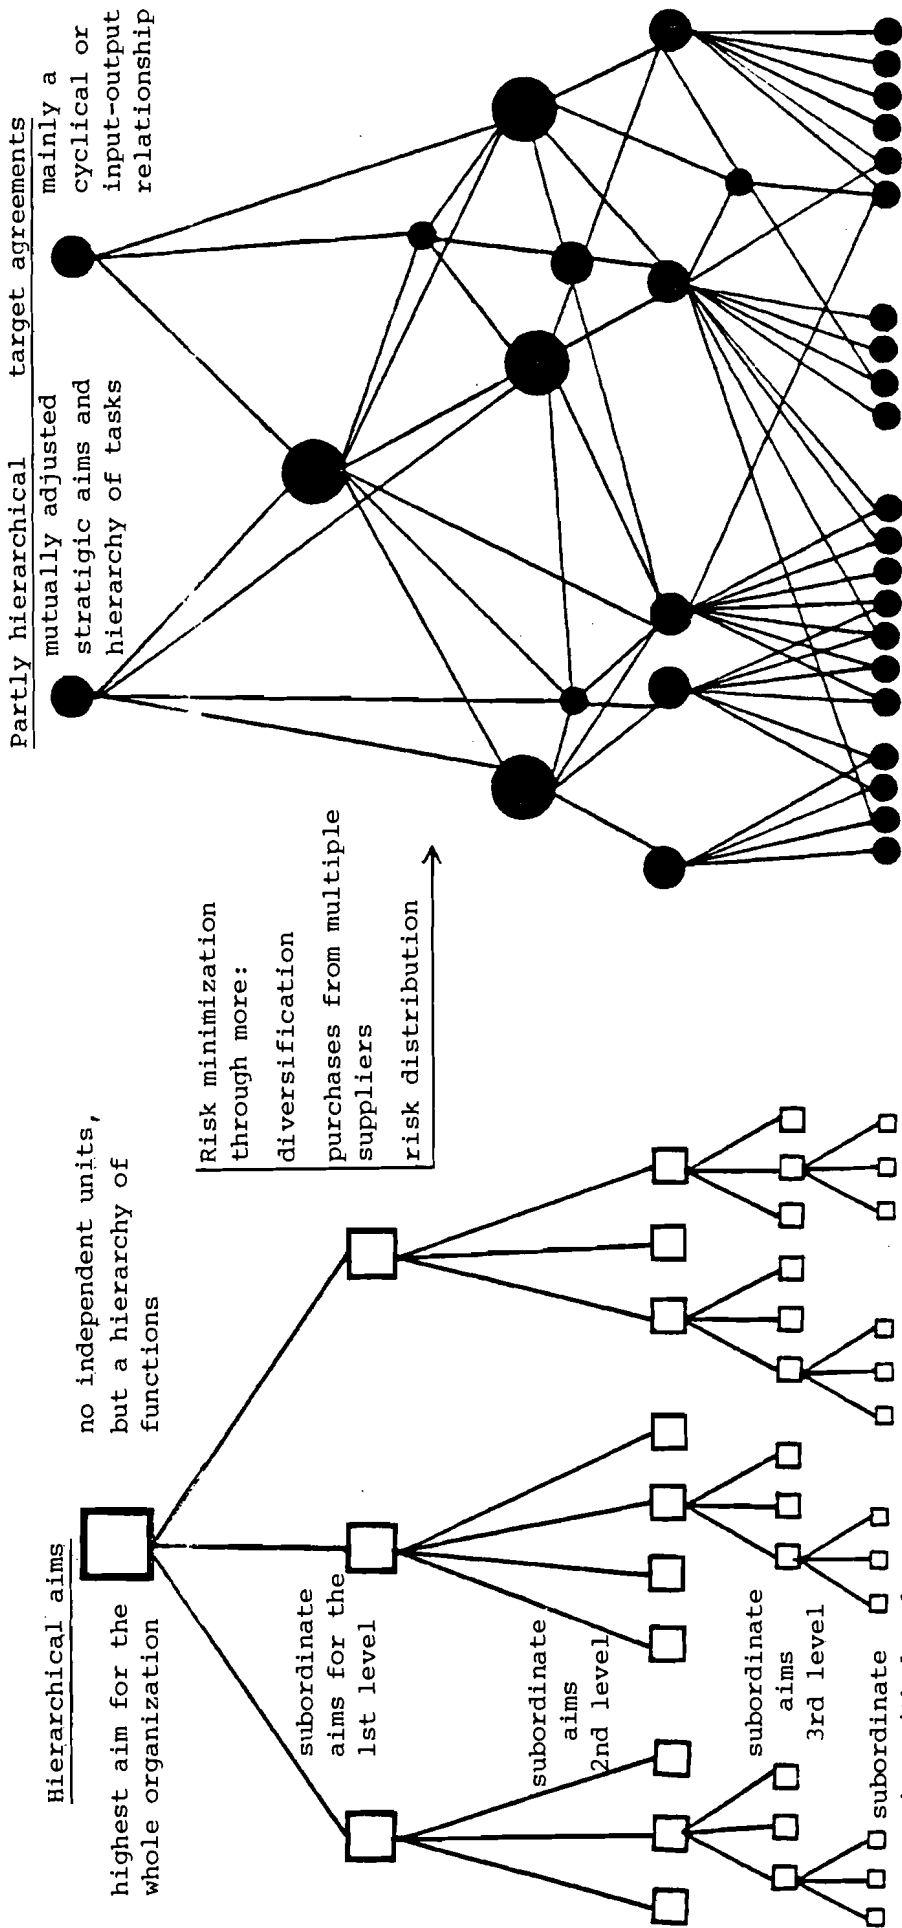 Hierarchical aims
highest aim for the
whole organization
no independent units,
but a hierarchy of
functions
subordinate
aims for the
1st level
subordinate
aims
2nd level
subordinate
aims
3rd level
subordinate
Risk minimization
through more:
diversification
purchases from multiple
suppliers
risk distribution
Partly hierarchical target agreements
mutually adjusted
stratigic aims and
hierarchy of tasks
mainly a
cyclical or
input-output
relationship